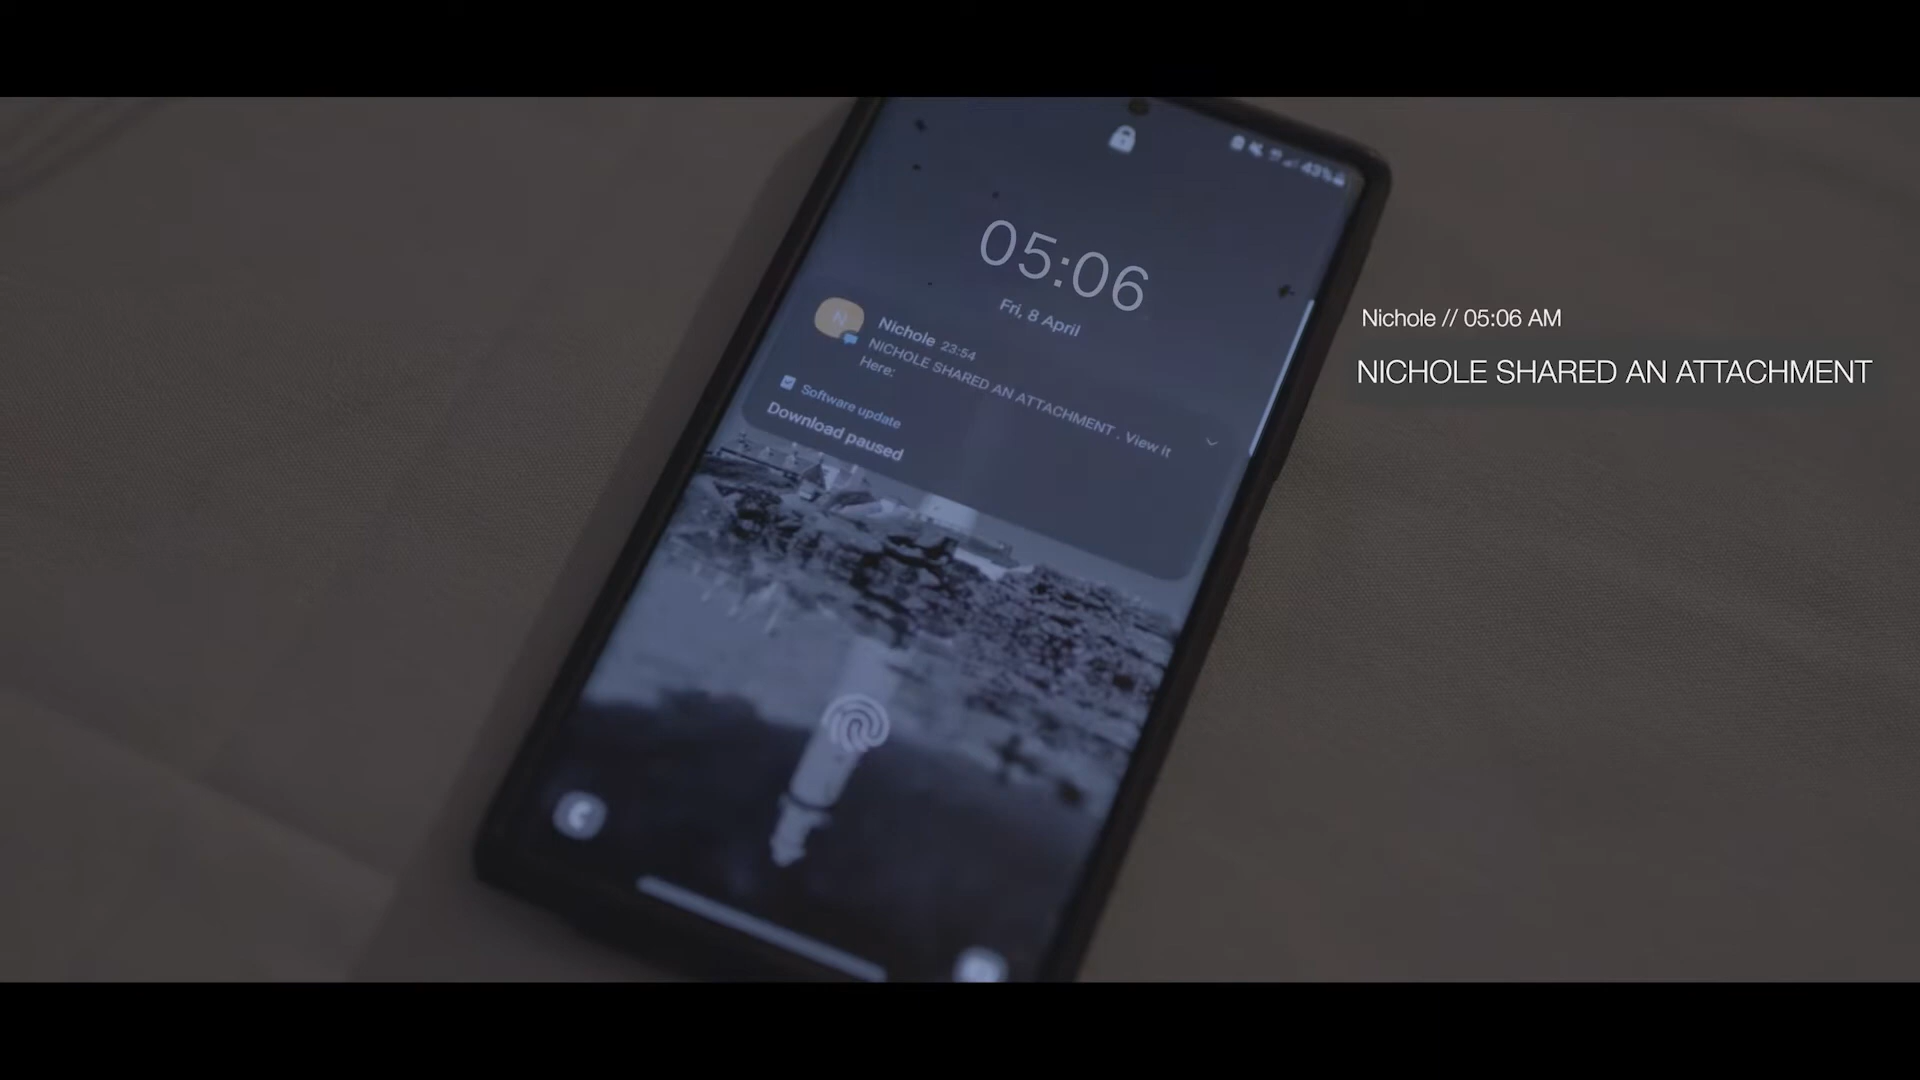 43%
05:06
Fri, 8 April
N
Nichole 23:54
NICHOLE SHARED AN ATTACHMENT . View it
Here:
Software update
Download paused
Nichole // 05:06 AM
NICHOLE SHARED AN ATTACHMENT